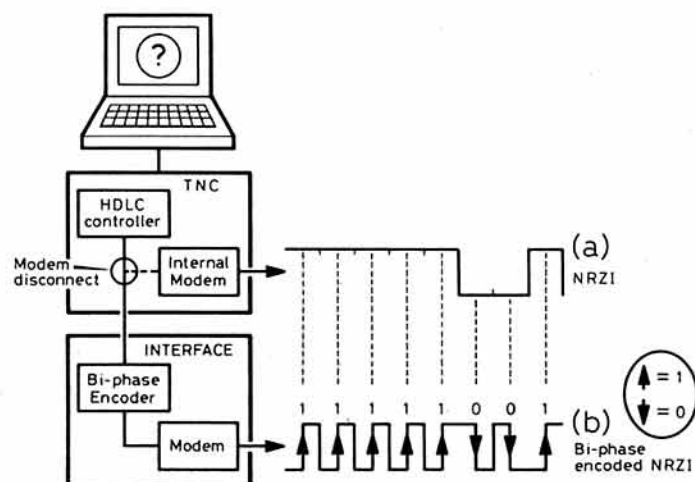 ?
TNC
HDLC
controller
Modem
disconnect
Internal
Modem
(a)
NRZI
INTERFACE
Bi-phase
Encoder
Modem
1 1 1 1 1 0 0 1
(b)
Bi-phase
encoded NRZI
= 1
= 0